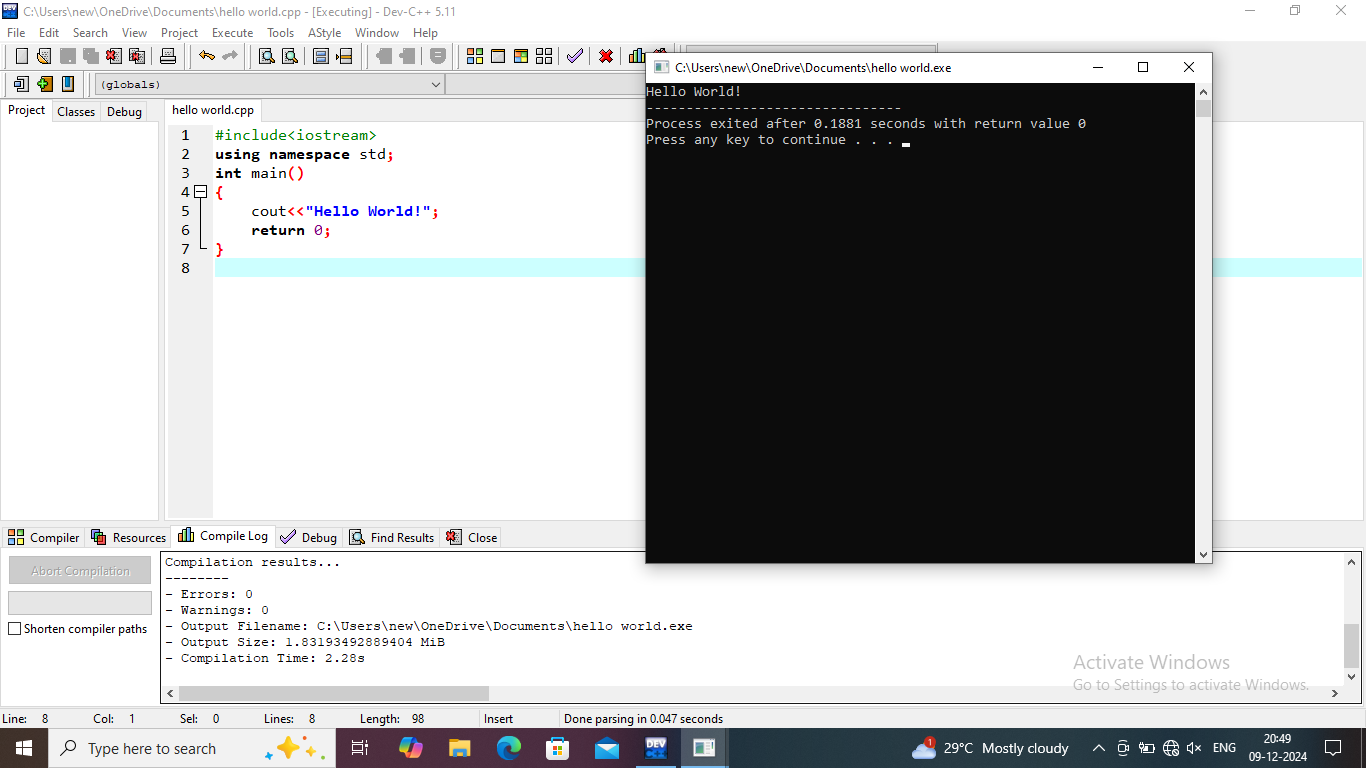 C:\Users\new\OneDrive\Documents\hello world.cpp - [Executing] - Dev-C++ 5.11
File Edit Search View Project Execute Tools AStyle Window Help
(globals)
Project Classes Debug
hello world.cpp
1 #include<iostream>
2 using namespace std;
3 int main()
4 {
5 cout<<"Hello World!";
6 return 0;
7 }
8
C:\Users\new\OneDrive\Documents\hello world.exe
Hello World!
--------------------------------
Process exited after 0.1881 seconds with return value 0
Press any key to continue . . .
Compiler Resources Compile Log Debug Find Results Close
Abort Compilation
Shorten compiler paths
Compilation results...
--------
- Errors: 0
- Warnings: 0
- Output Filename: C:\Users\new\OneDrive\Documents\hello world.exe
- Output Size: 1.83193492889404 MiB
- Compilation Time: 2.28s
Activate Windows
Go to Settings to activate Windows.
Line: 8 Col: 1 Sel: 0 Lines: 8 Length: 98 Insert Done parsing in 0.047 seconds
Type here to search
DEV
1
29°C Mostly cloudy
ENG
20:49
09-12-2024